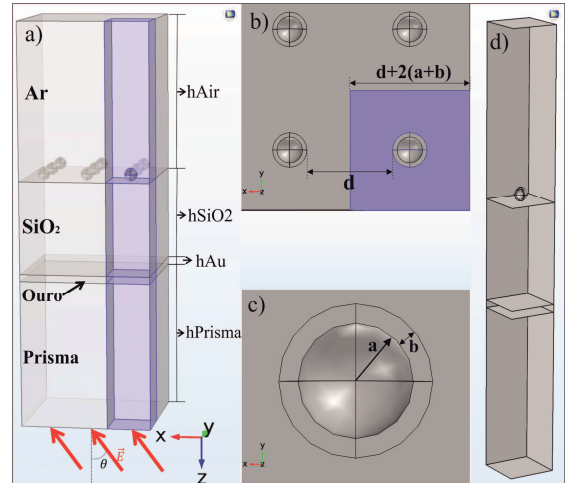 a)
Ar
hAir
SiO₂
hSiO2
hAu
Ouro
Prisma
hPrisma
θ
x
y
z
b)
d+2(a+b)
d
y
x
z
c)
a
b
y
x
z
d)